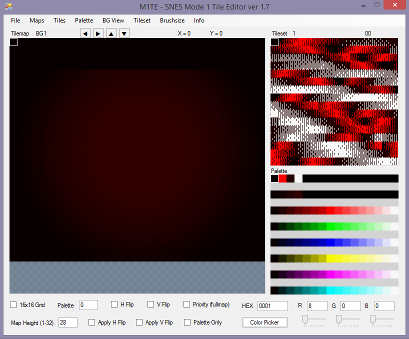 M1TE - SNES Mode 1 Tile Editor ver 1.7
File Maps Tiles Palette BG View Tileset Brushsize Info
Tilemap BG1 X = 0 Y = 0 Tileset 1 00
Palette
16x16 Grid Palette 0 H Flip V Flip Priority (fullmap) HEX 0001 R 8 G 0 B 0
Map Height (1-32) 28 Apply H Flip Apply V Flip Palette Only Color Picker